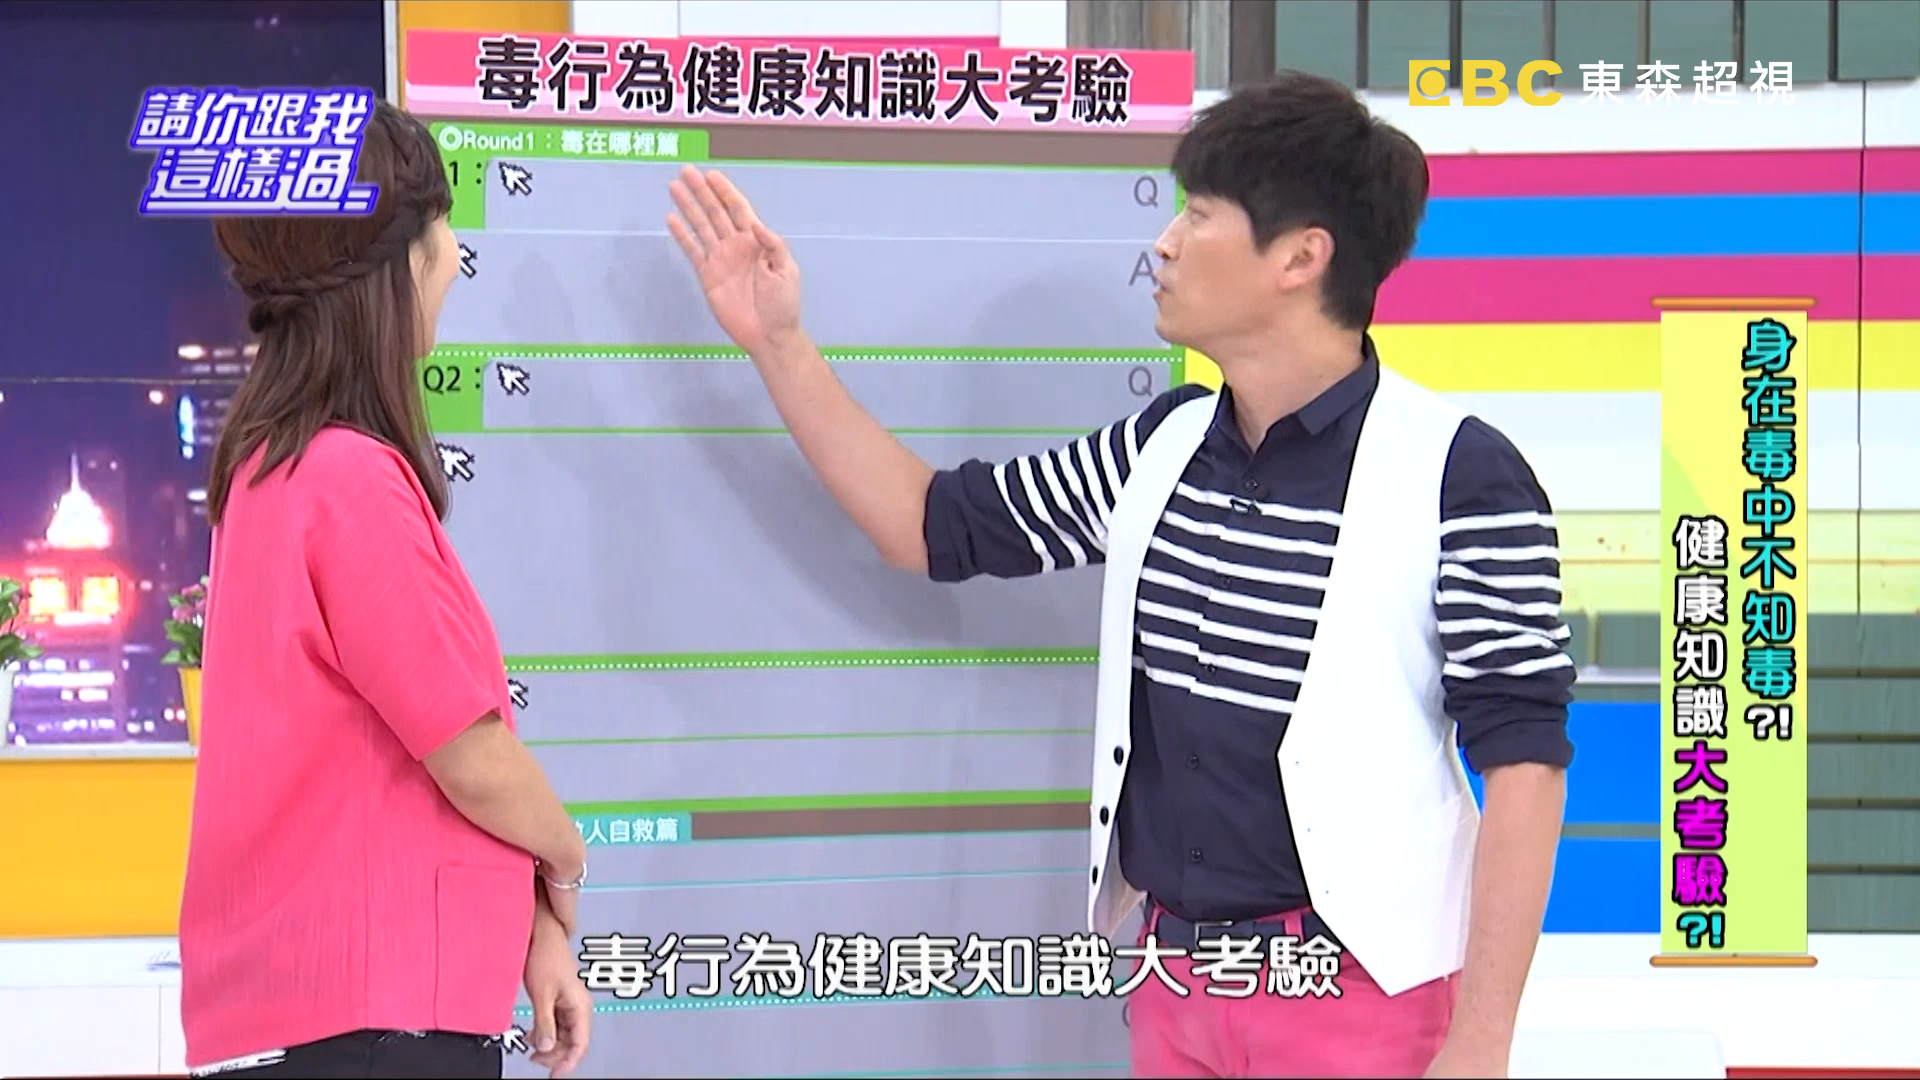 毒行為健康知識大考驗
EBC 東森超視
請你跟我
這樣過
Round1：毒在哪裡篇
1：
Q
A
Q2：
Q
人自救篇
身在毒中不知毒?!
健康知識大考驗?!
毒行為健康知識大考驗